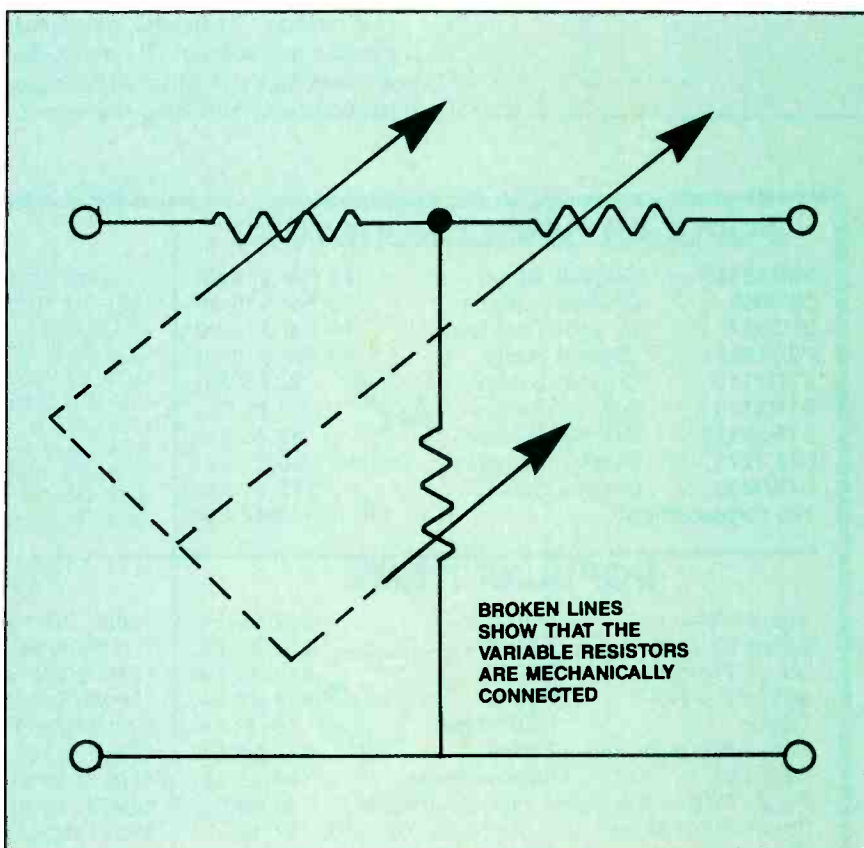 BROKEN LINES
SHOW THAT THE
VARIABLE RESISTORS
ARE MECHANICALLY
CONNECTED